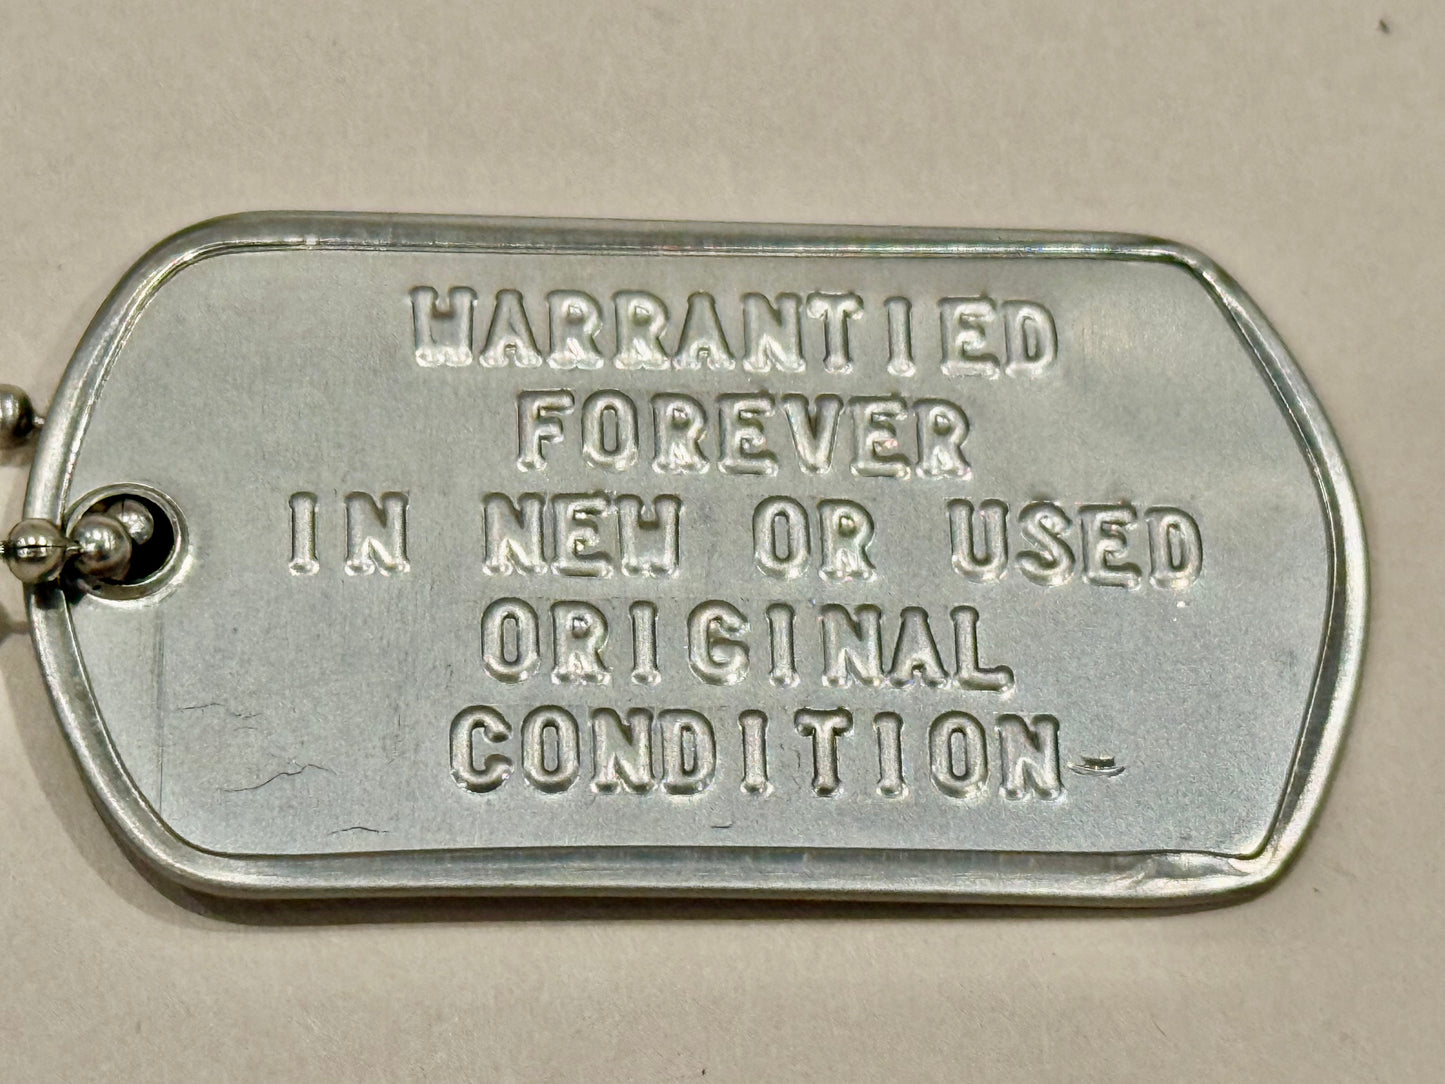 WARRANTIED
FOREVER
IN NEW OR USED
ORIGINAL
CONDITION